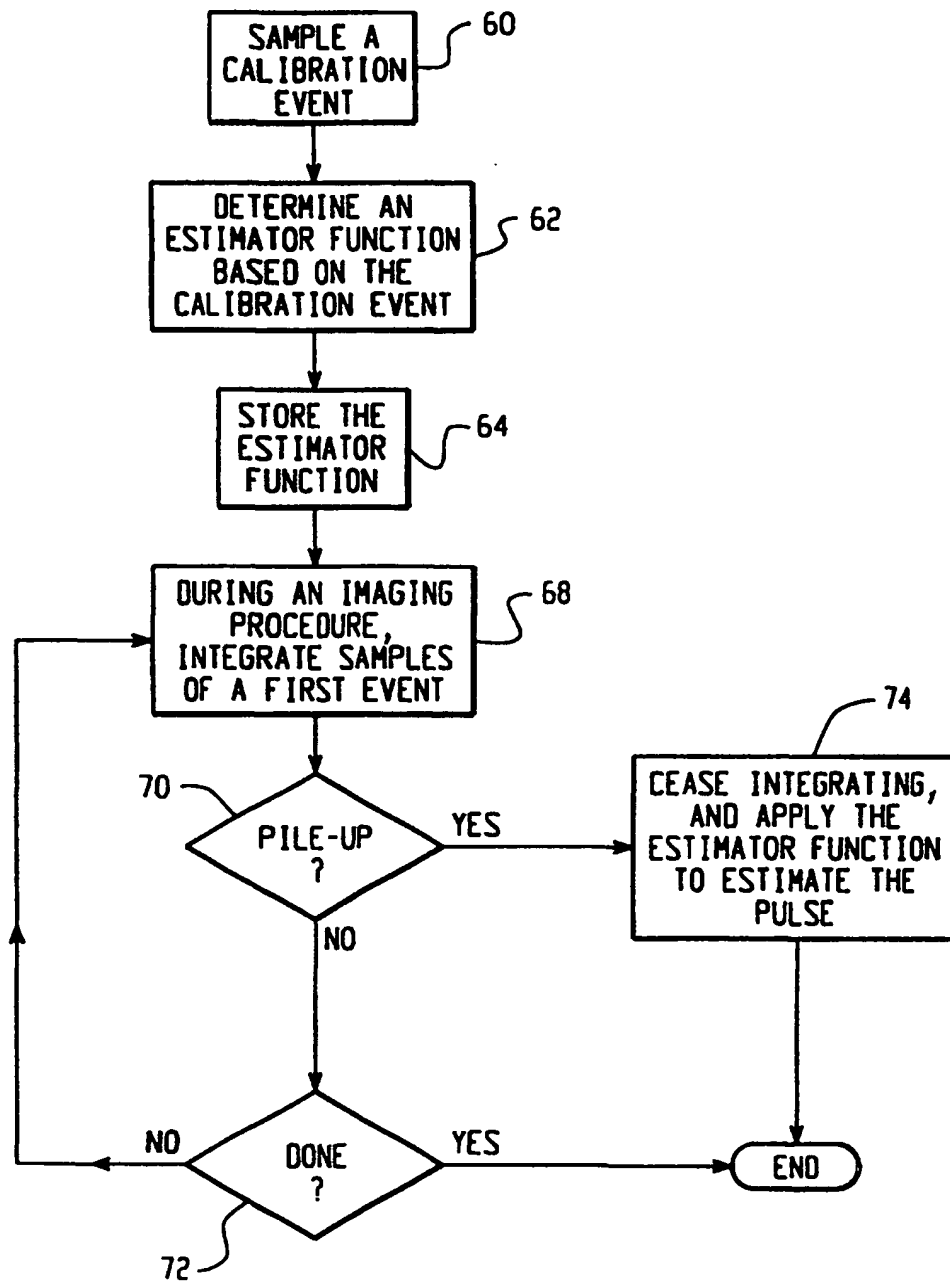 SAMPLE A
CALIBRATION
EVENT
60
DETERMINE AN
ESTIMATOR FUNCTION
BASED ON THE
CALIBRATION EVENT
62
STORE THE
ESTIMATOR
FUNCTION
64
DURING AN IMAGING
PROCEDURE,
INTEGRATE SAMPLES
OF A FIRST EVENT
68
70
PILE-UP
?
YES
NO
74
CEASE INTEGRATING,
AND APPLY THE
ESTIMATOR FUNCTION
TO ESTIMATE THE
PULSE
NO
DONE
?
YES
72
END